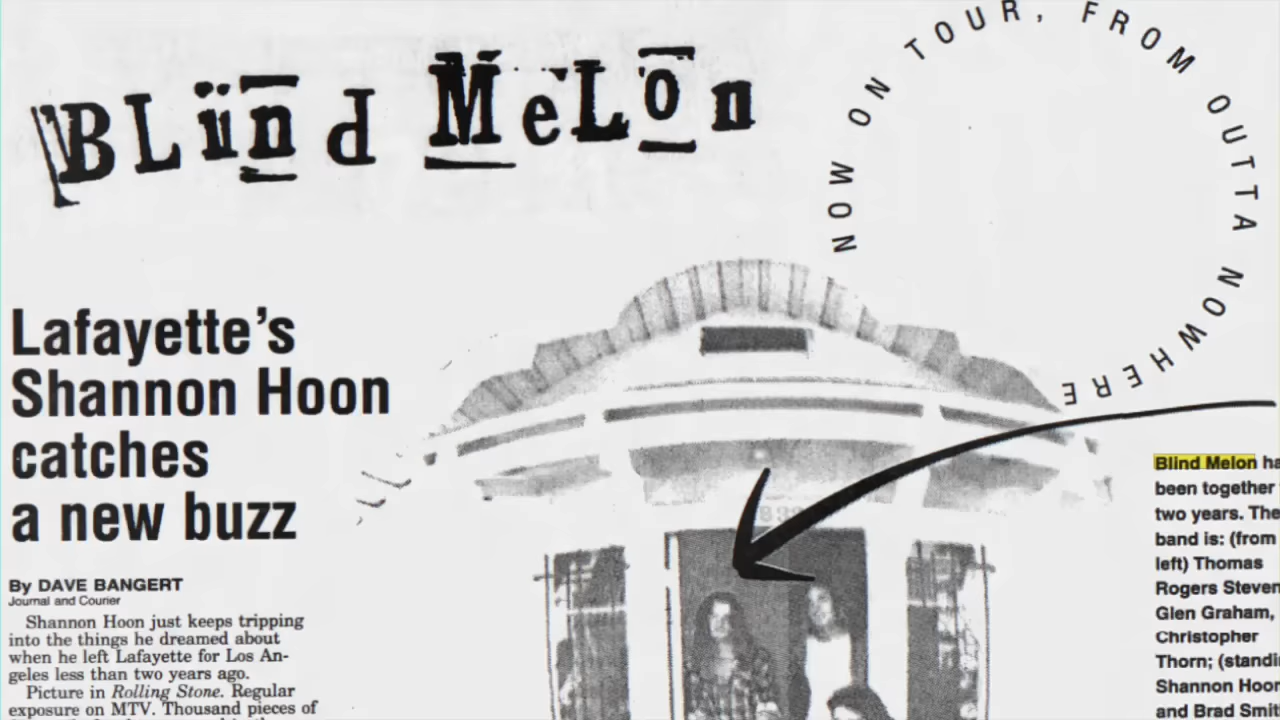 BLind MeLon
NOW ON TOUR, FROM OUTTA NOWHERE
Lafayette's
Shannon Hoon
catches
a new buzz
By DAVE BANGERT
Journal and Courier
Shannon Hoon just keeps tripping
into the things he dreamed about
when he left Lafayette for Los An-
geles less than two years ago.
Picture in Rolling Stone. Regular
exposure on MTV. Thousand pieces of
Blind Melon ha
been together
two years. The
band is: (from
left) Thomas
Rogers Steven
Glen Graham,
Christopher
Thorn; (standi
Shannon Hoon
and Brad Smit